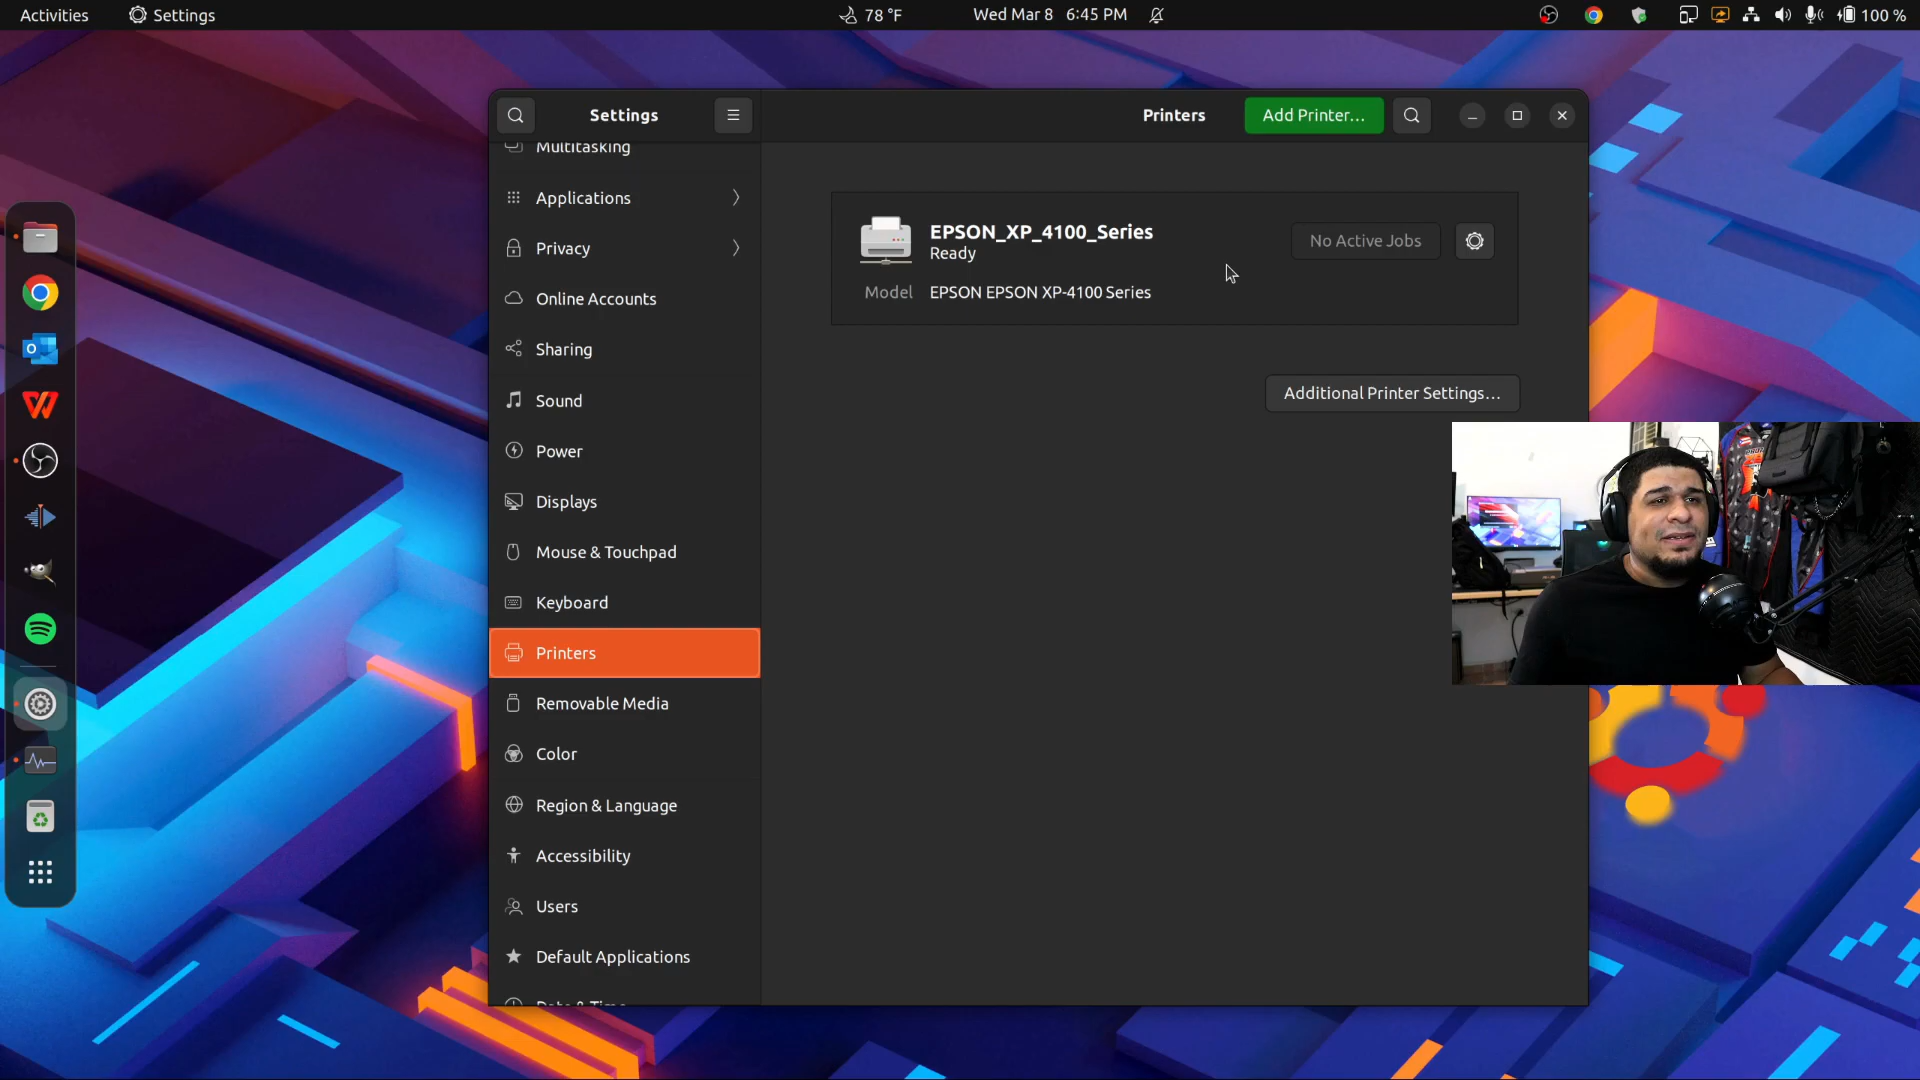 Activities
Settings
78 °F
Wed Mar 8 6:45 PM
100 %
Settings
Printers
Add Printer...
Multitasking
Applications
Privacy
Online Accounts
Sharing
Sound
Power
Displays
Mouse & Touchpad
Keyboard
Printers
Removable Media
Color
Region & Language
Accessibility
Users
Default Applications
Date & Time
EPSON_XP_4100_Series
Ready
No Active Jobs
Model EPSON EPSON XP-4100 Series
Additional Printer Settings...